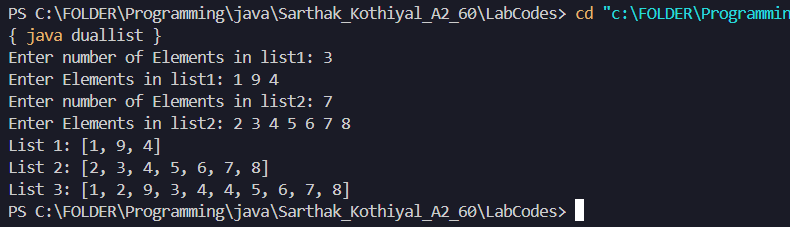 PS C:\FOLDER\Programming\java\Sarthak_Kothiyal_A2_60\LabCodes> cd "c:\FOLDER\Programmin
{ java duallist }
Enter number of Elements in list1: 3
Enter Elements in list1: 1 9 4
Enter number of Elements in list2: 7
Enter Elements in list2: 2 3 4 5 6 7 8
List 1: [1, 9, 4]
List 2: [2, 3, 4, 5, 6, 7, 8]
List 3: [1, 2, 9, 3, 4, 4, 5, 6, 7, 8]
PS C:\FOLDER\Programming\java\Sarthak_Kothiyal_A2_60\LabCodes>